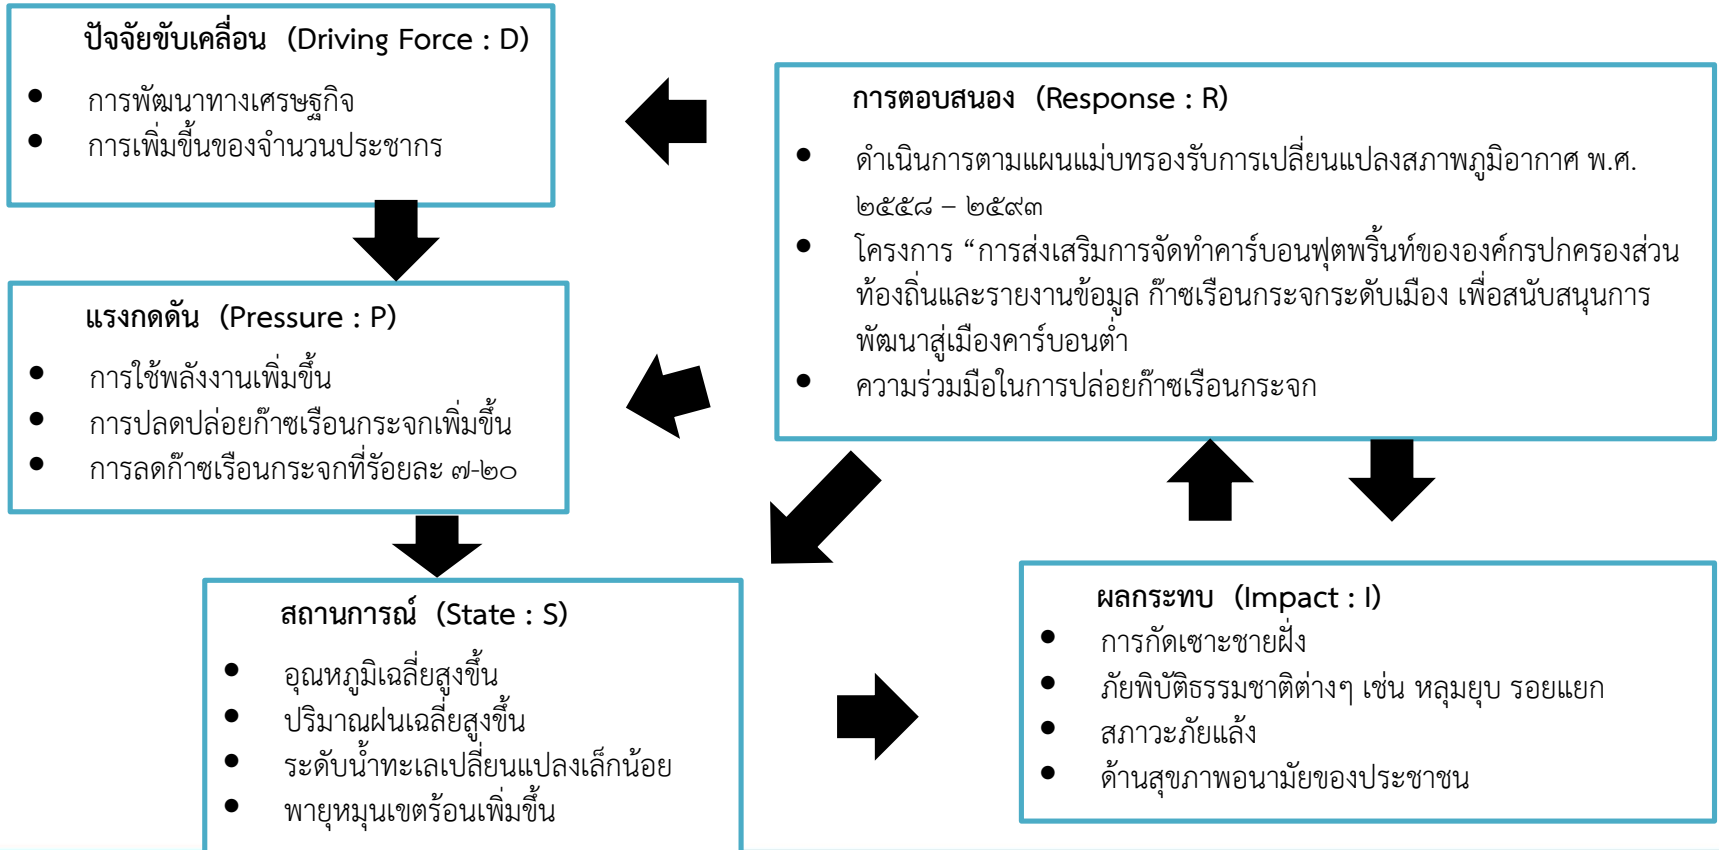 ปัจจัยขับเคลื่อน (Driving Force : D)
• การพัฒนาทางเศรษฐกิจ
• การเพิ่มขึ้นของจำนวนประชากร
แรงกดดัน (Pressure : P)
• การใช้พลังงานเพิ่มขึ้น
• การปลดปล่อยก๊าซเรือนกระจกเพิ่มขึ้น
• การลดก๊าซเรือนกระจกที่ร้อยละ ๗-๒๐
สถานการณ์ (State : S)
• อุณหภูมิเฉลี่ยสูงขึ้น
• ปริมาณฝนเฉลี่ยสูงขึ้น
• ระดับน้ำทะเลเปลี่ยนแปลงเล็กน้อย
• พายุหมุนเขตร้อนเพิ่มขึ้น
การตอบสนอง (Response : R)
• ดำเนินการตามแผนแม่บทรองรับการเปลี่ยนแปลงสภาพภูมิอากาศ พ.ศ.
๒๕๕๘ – ๒๕๙๓
• โครงการ “การส่งเสริมการจัดทำคาร์บอนฟุตพริ้นท์ขององค์กรปกครองส่วน
ท้องถิ่นและรายงานข้อมูล ก๊าซเรือนกระจกระดับเมือง เพื่อสนับสนุนการ
พัฒนาสู่เมืองคาร์บอนต่ำ
• ความร่วมมือในการปล่อยก๊าซเรือนกระจก
ผลกระทบ (Impact : I)
• การกัดเซาะชายฝั่ง
• ภัยพิบัติธรรมชาติต่างๆ เช่น หลุมยุบ รอยแยก
• สภาวะภัยแล้ง
• ด้านสุขภาพอนามัยของประชาชน